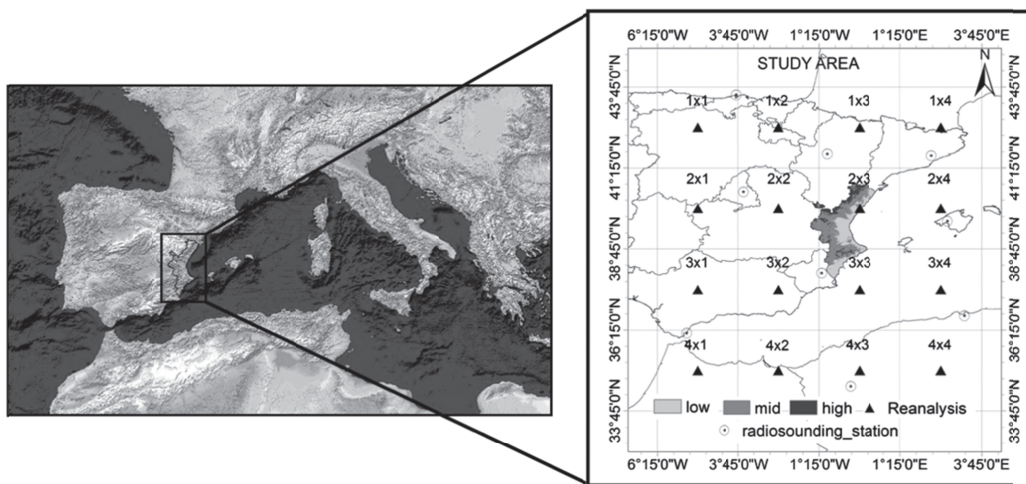 6°15'0"W 3°45'0"W 1°15'0"W 1°15'0"E 3°45'0"E
STUDY AREA
N
43°45'0"N 43°45'0"N
1x1 1x2 1x3 1x4
41°15'0"N 41°15'0"N
2x1 2x2 2x3 2x4
38°45'0"N 38°45'0"N
3x1 3x2 3x3 3x4
36°15'0"N 36°15'0"N
4x1 4x2 4x3 4x4
33°45'0"N 33°45'0"N
low mid high Reanalysis
radiosounding_station
6°15'0"W 3°45'0"W 1°15'0"W 1°15'0"E 3°45'0"E